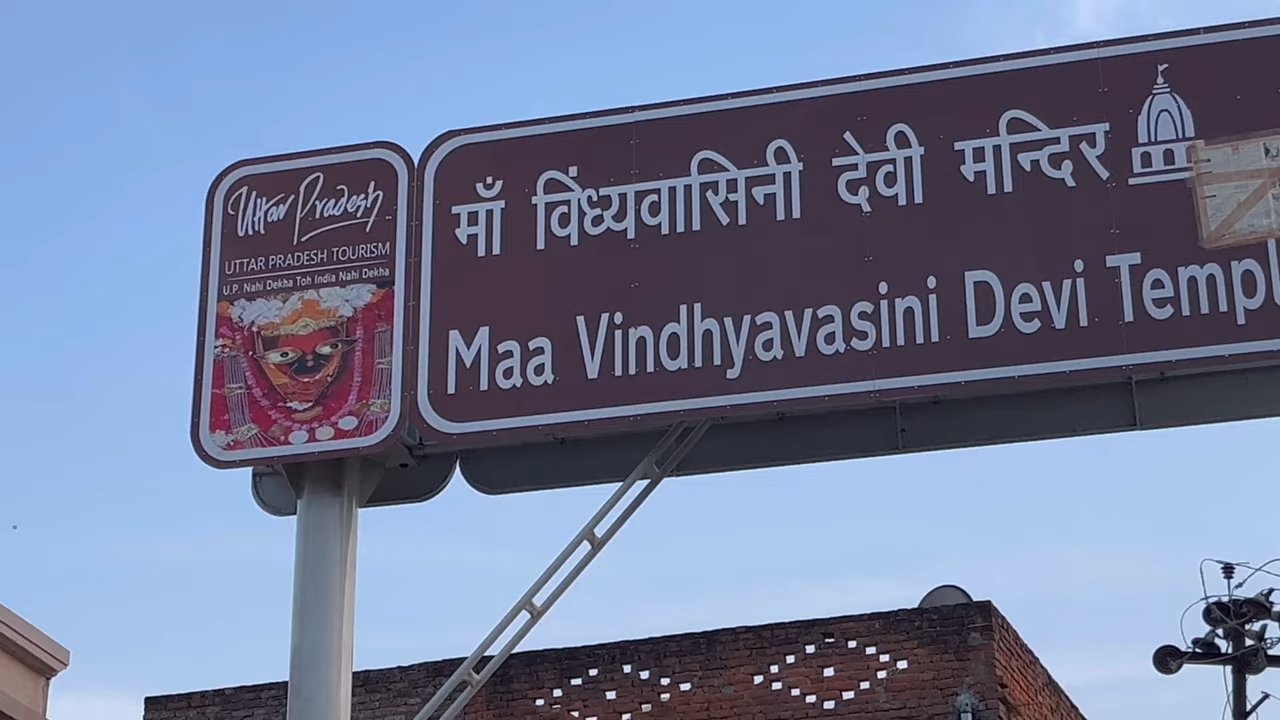 Uttar Pradesh
UTTAR PRADESH TOURISM
U.P. Nahi Dekha Toh India Nahi Dekha
माँ विंध्यवासिनी देवी मन्दिर
Maa Vindhyavasini Devi Templ